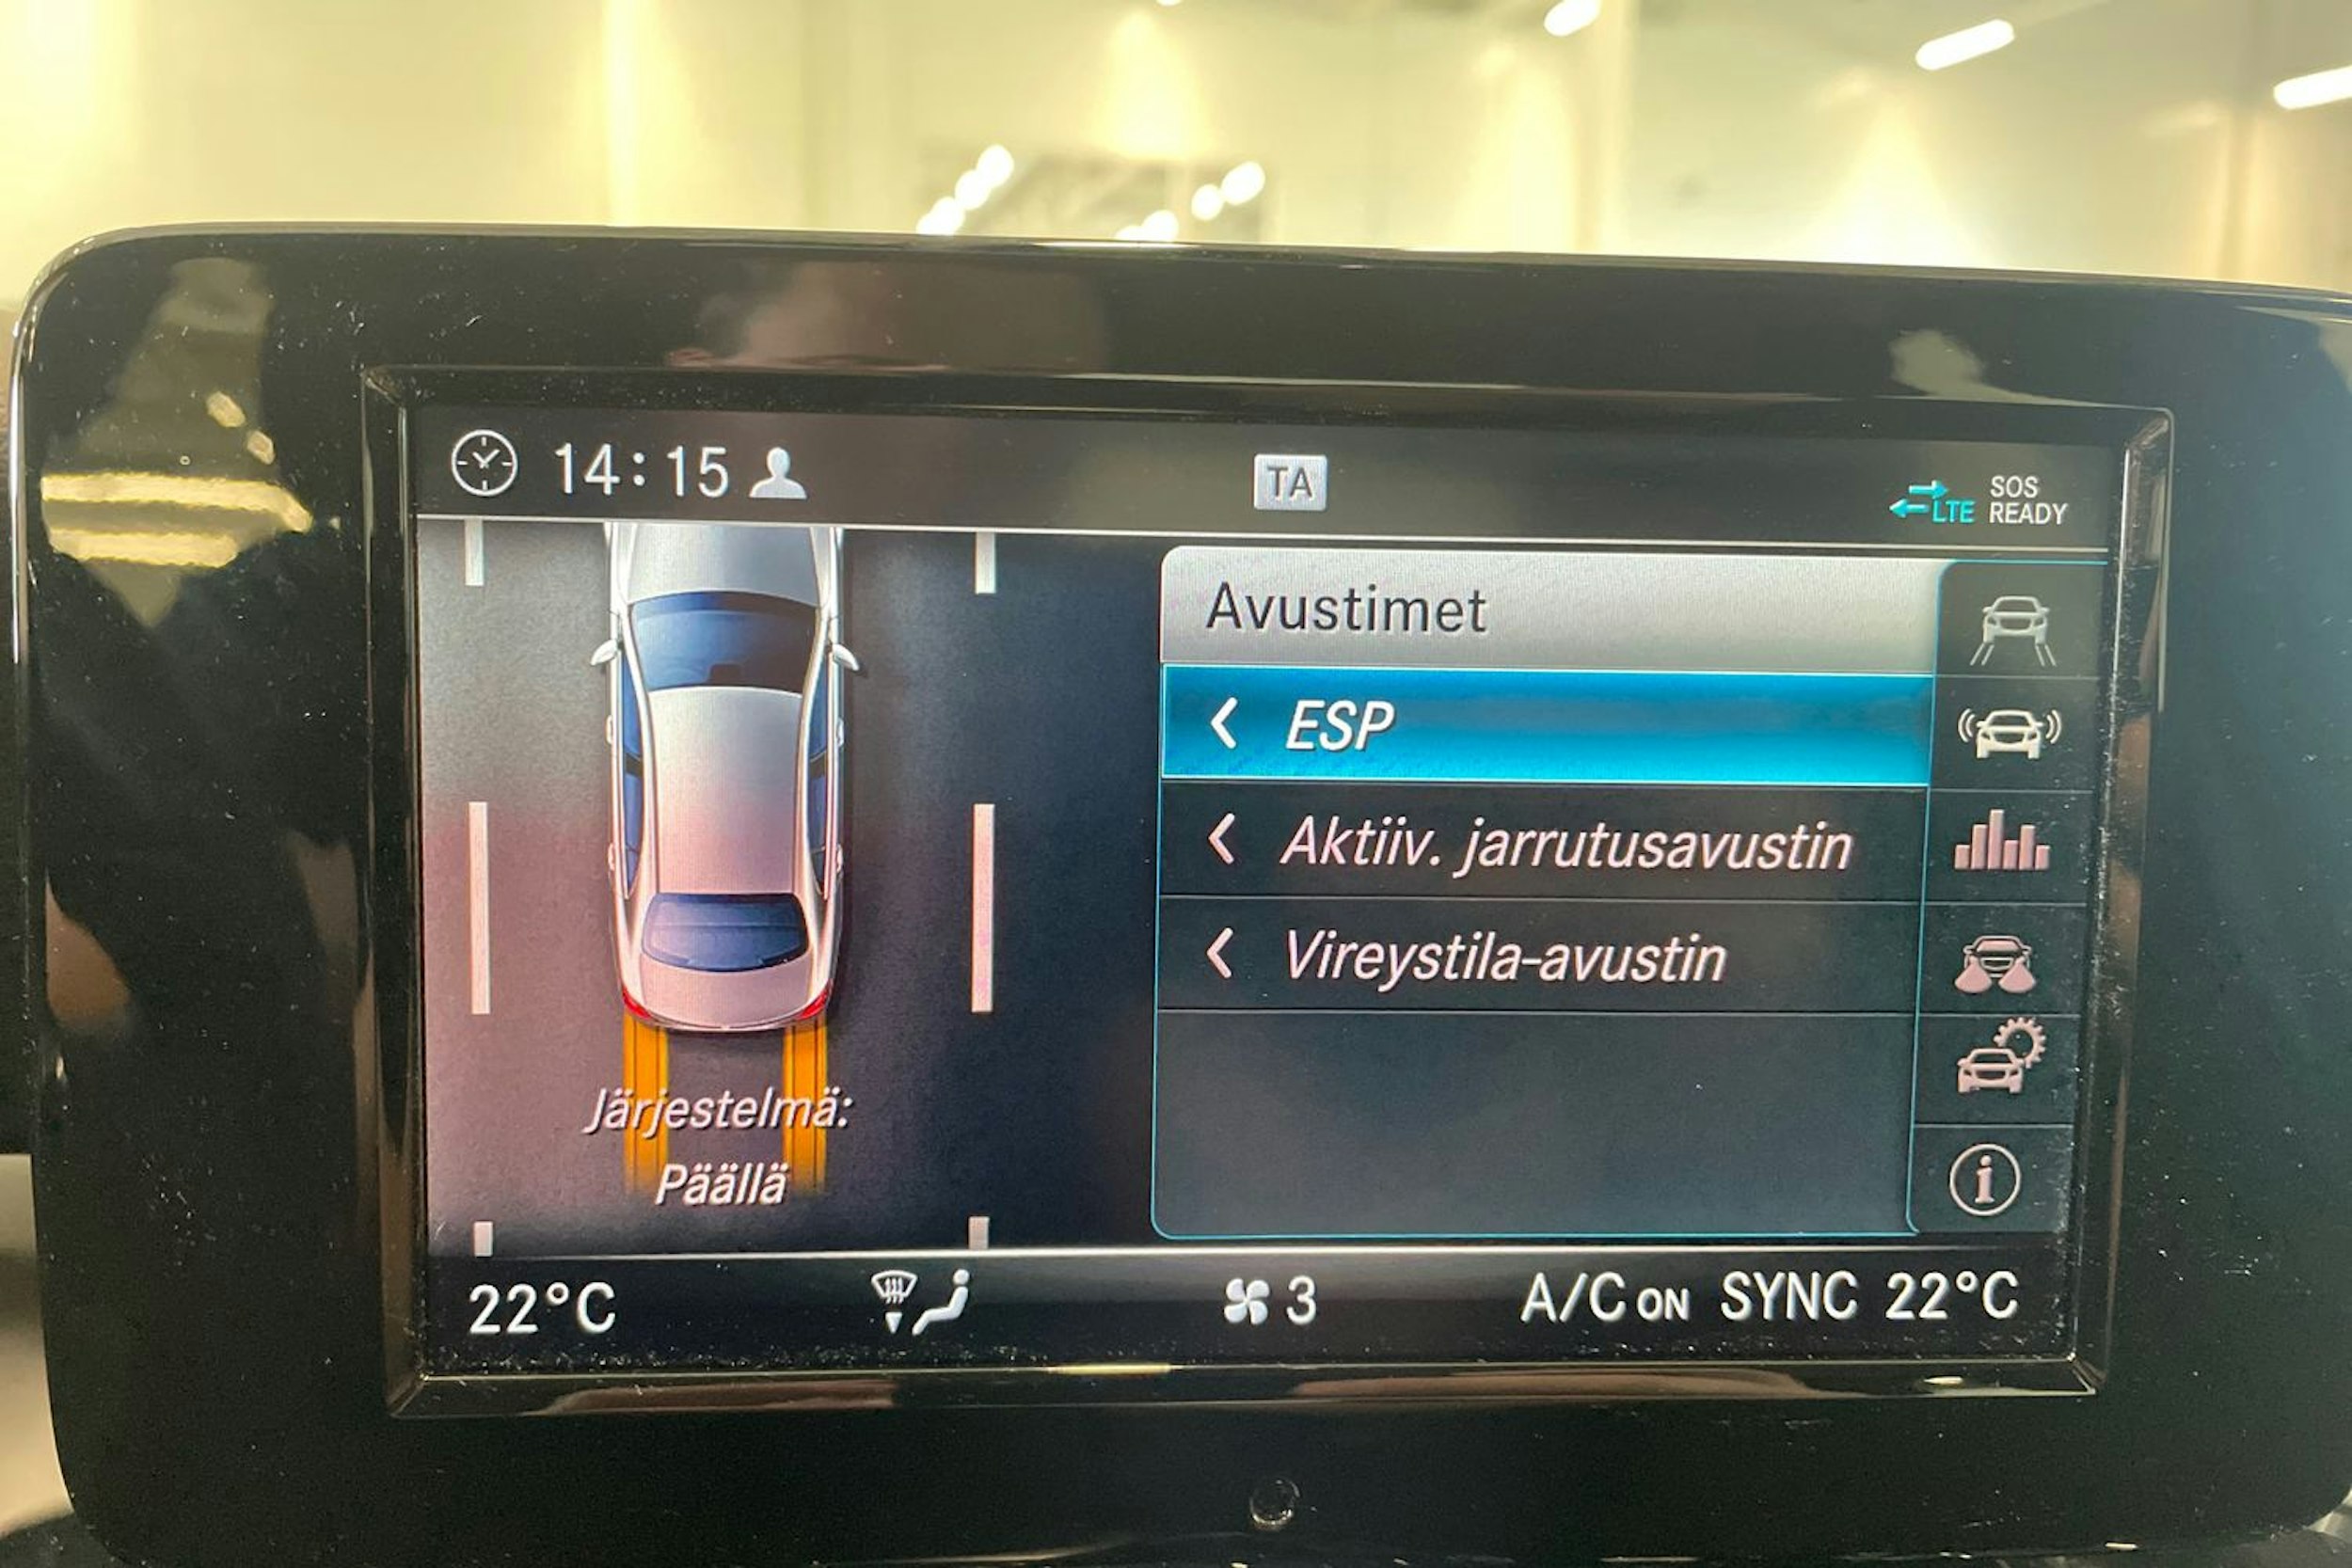 14:15
TA
LTE
SOS
READY
Avustimet
ESP
Aktiiv. jarrutusavustin
Vireystila-avustin
Järjestelmä:
Päällä
22°C
3
A/C ON SYNC 22°C